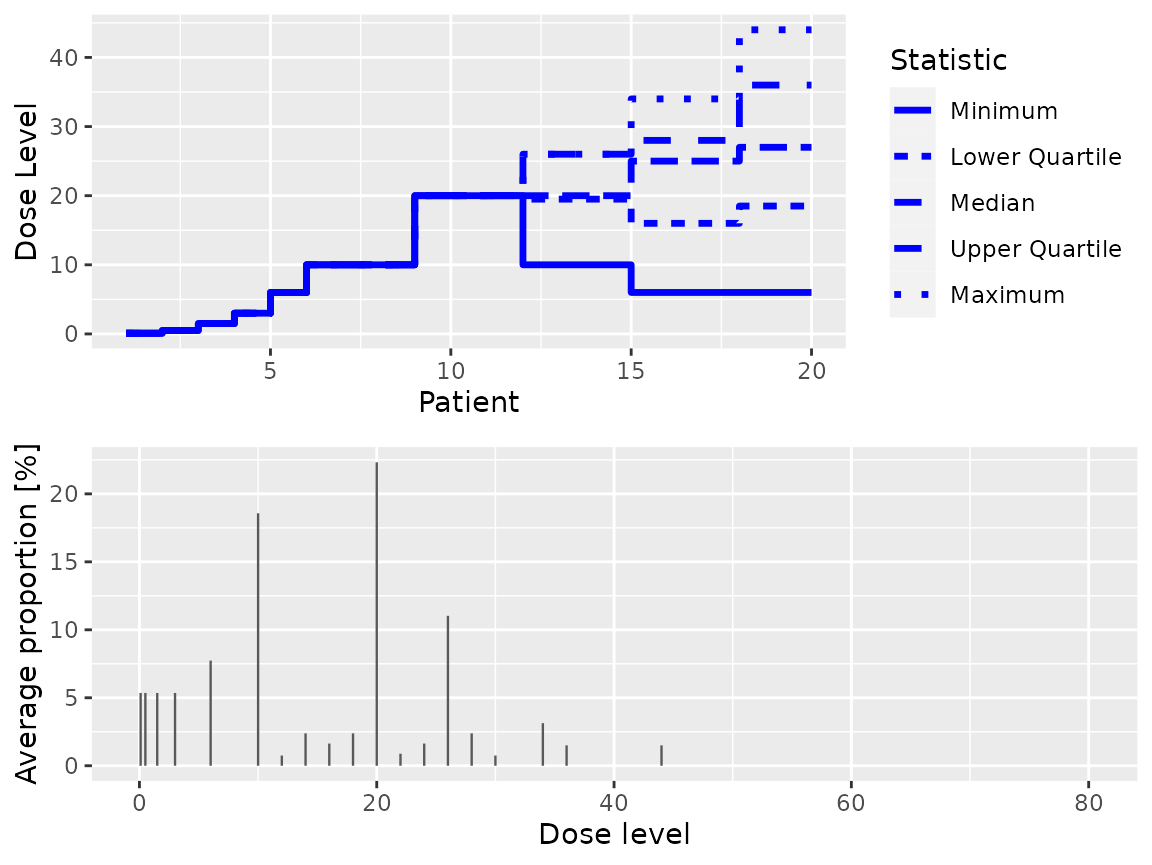 Dose Level
40
30
20
10
0
5
10
15
20
Patient
Statistic
Minimum
Lower Quartile
Median
Upper Quartile
Maximum
Average proportion [%]
20
15
10
5
0
0
20
40
60
80
Dose level